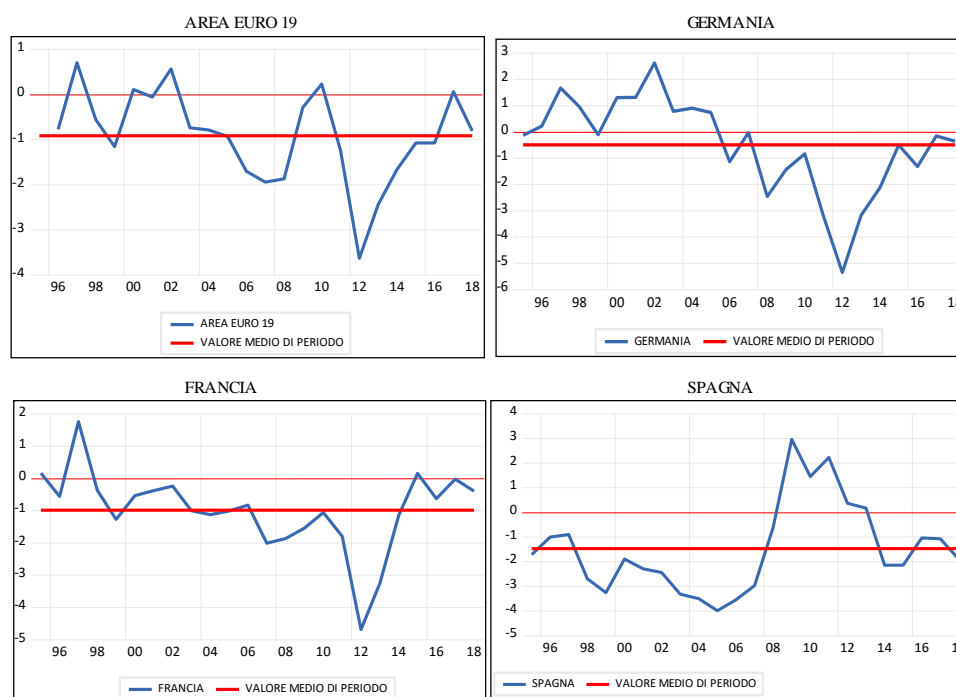 AREA EURO 19
1
0
-1
-2
-3
-4
96 98 00 02 04 06 08 10 12 14 16 18
AREA EURO 19
VALORE MEDIO DI PERIODO
GERMANIA
3
2
1
0
-1
-2
-3
-4
-5
-6
96 98 00 02 04 06 08 10 12 14 16 18
GERMANIA VALORE MEDIO DI PERIODO
FRANCIA
2
1
0
-1
-2
-3
-4
-5
96 98 00 02 04 06 08 10 12 14 16 18
FRANCIA VALORE MEDIO DI PERIODO
SPAGNA
4
3
2
1
0
-1
-2
-3
-4
-5
96 98 00 02 04 06 08 10 12 14 16 18
SPAGNA VALORE MEDIO DI PERIODO